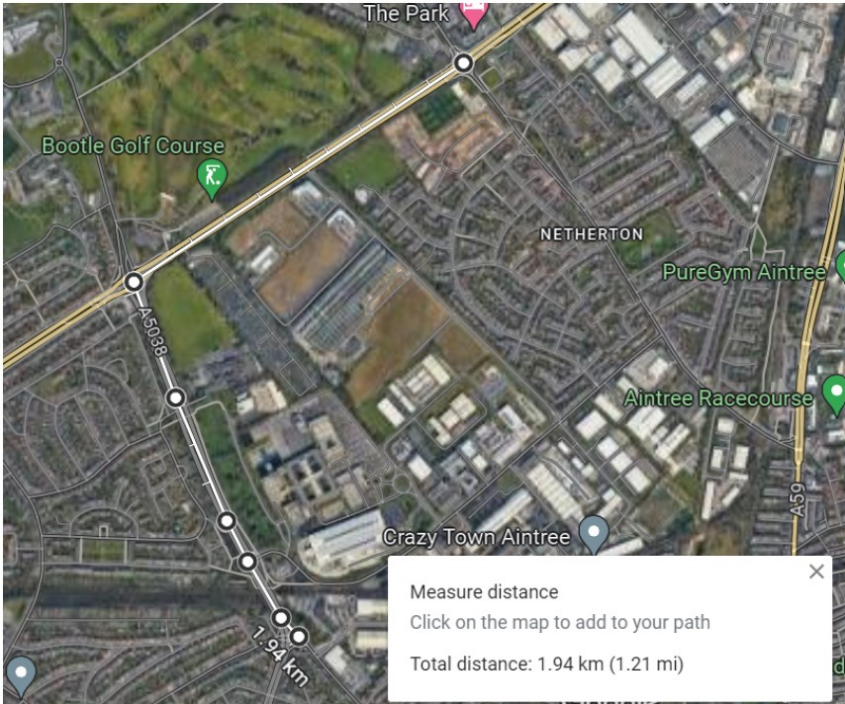 The Park
Bootle Golf Course
NETHERTON
PureGym Aintree
A5038
Aintree Racecourse
A59
Crazy Town Aintree
1.94 km
Measure distance
Click on the map to add to your path
Total distance: 1.94 km (1.21 mi)
d